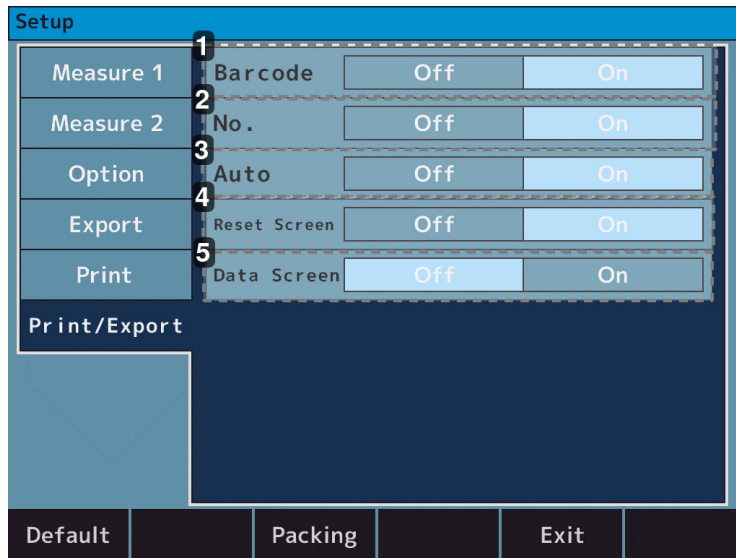 Setup
1
Measure 1 Barcode Off On
2
Measure 2 No. Off On
3
Option Auto Off On
4
Export Reset Screen Off On
5
Print Data Screen Off On
Print/Export
Default Packing Exit